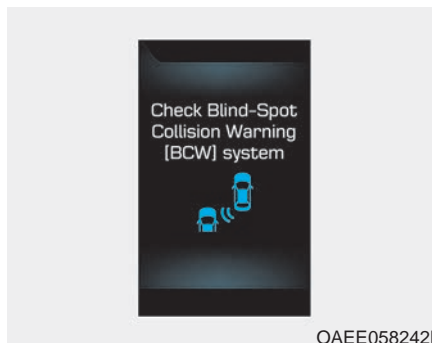 Check Blind-Spot
Collision Warning
[BCW] system
OAEE058242